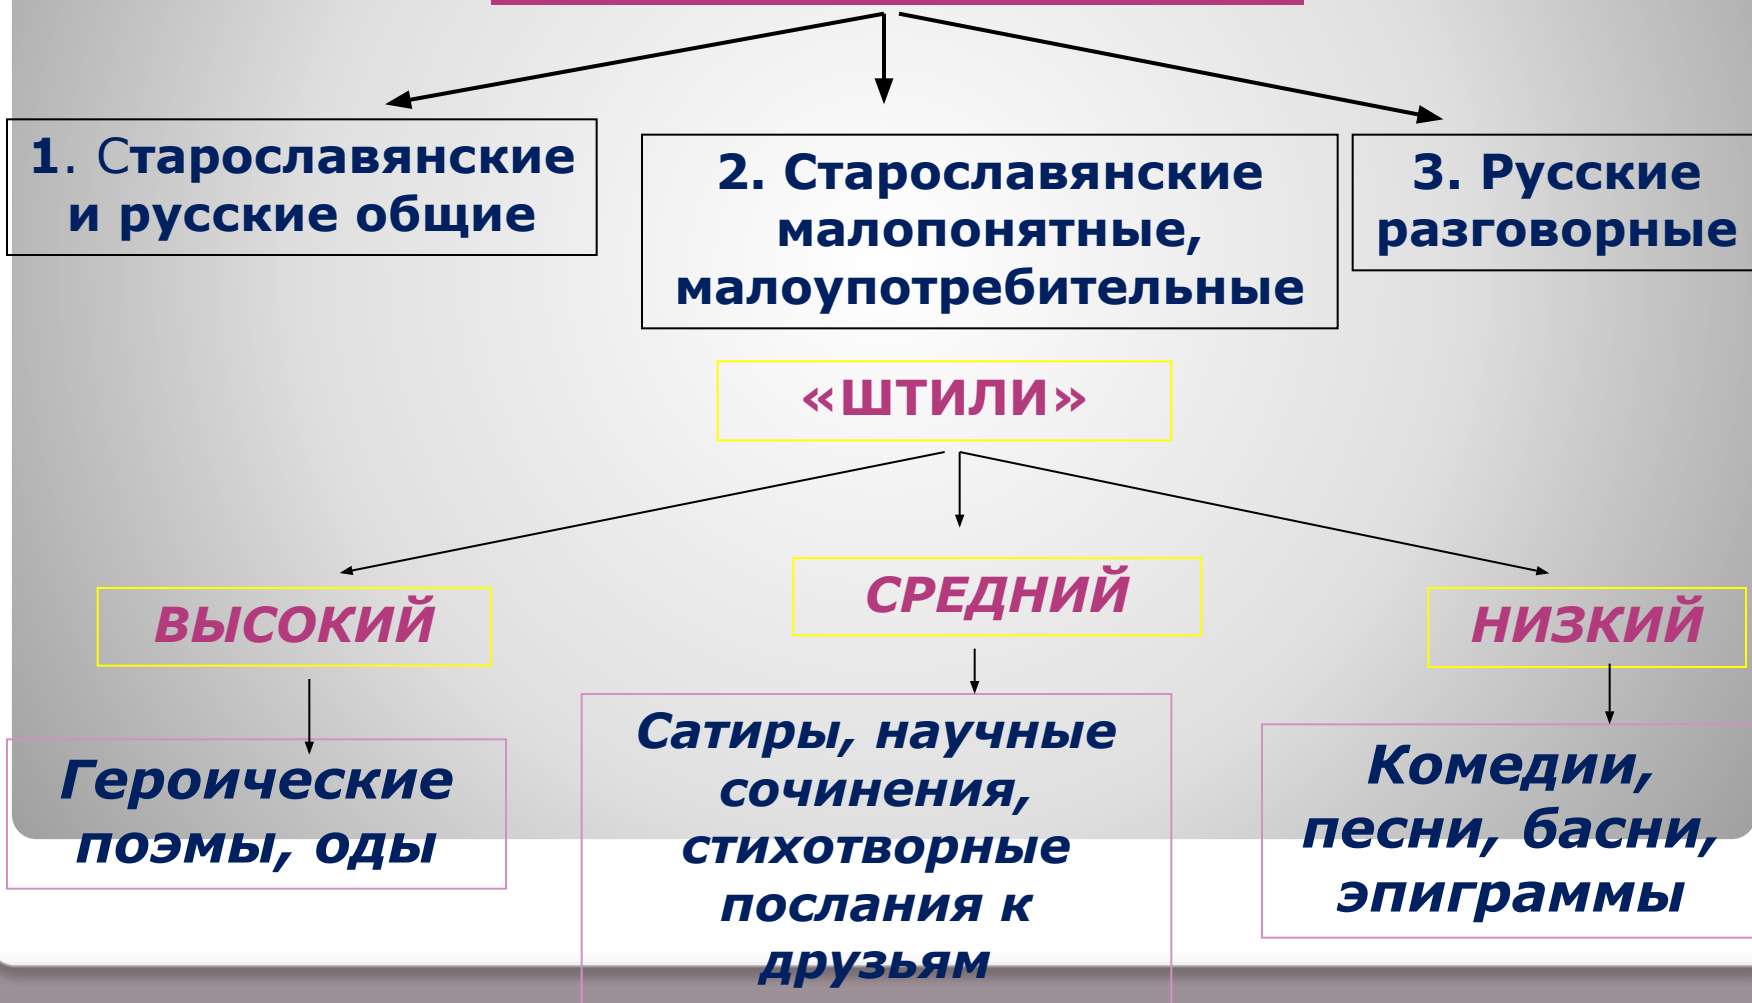 1. Старославянские
и русские общие
2. Старославянские
малопонятные,
малоупотребительные
3. Русские
разговорные
«ШТИЛИ»
ВЫСОКИЙ
СРЕДНИЙ
НИЗКИЙ
Героические
поэмы, оды
Сатиры, научные
сочинения,
стихотворные
послания к
друзьям
Комедии,
песни, басни,
эпиграммы